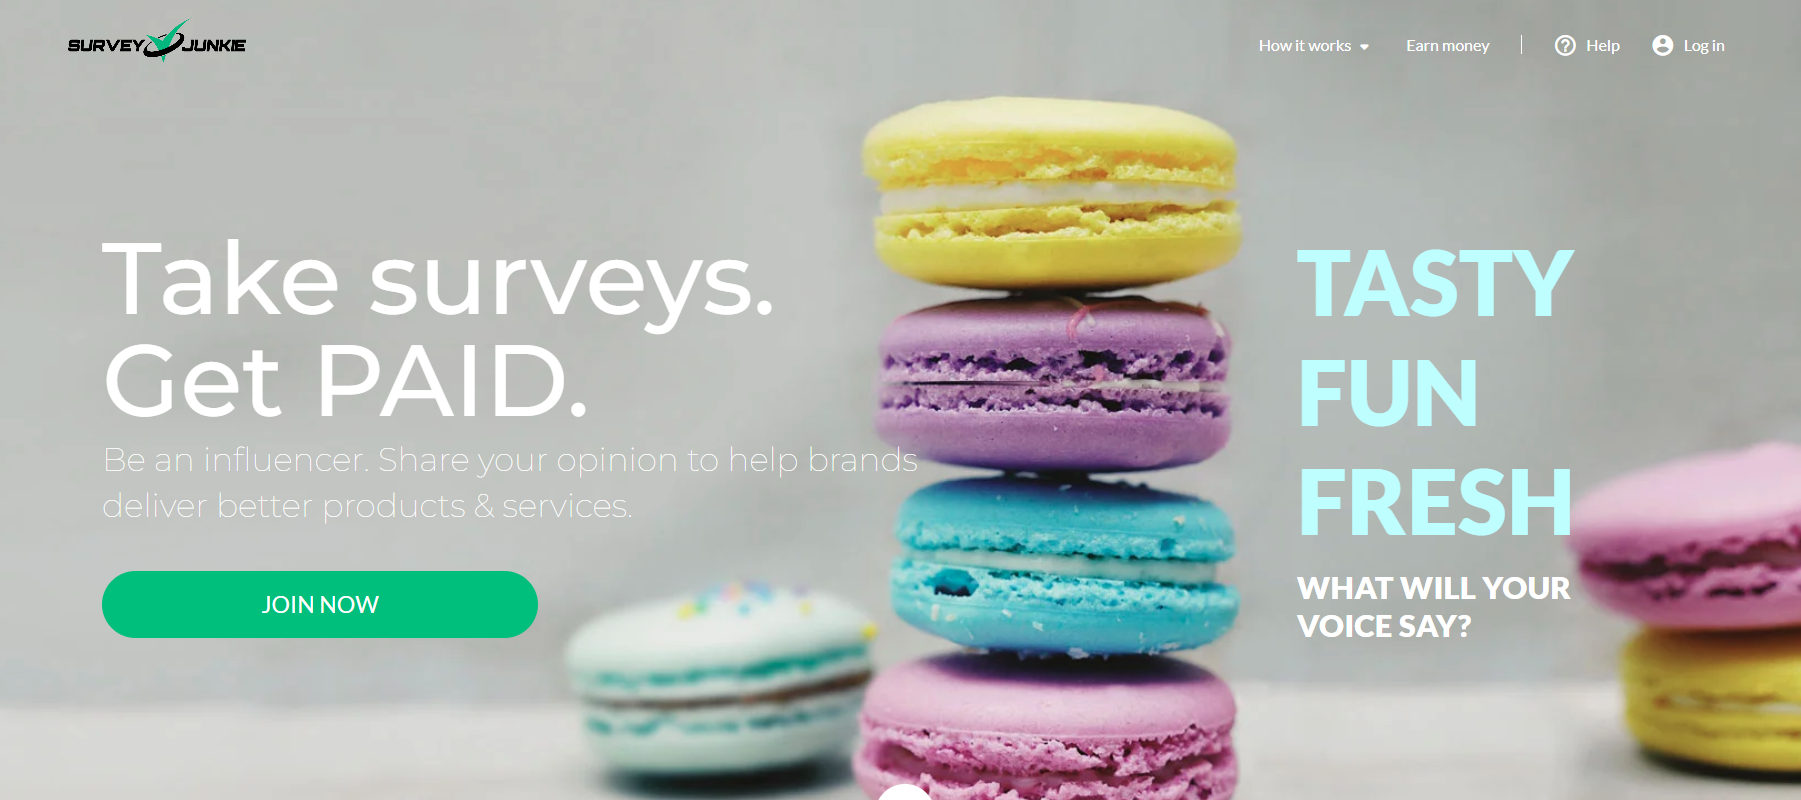 SURVEY JUNKIE
How it works
Earn money
Help
Log in
Take surveys.
Get PAID.
Be an influencer. Share your opinion to help brands
deliver better products & services.
JOIN NOW
TASTY
FUN
FRESH
WHAT WILL YOUR
VOICE SAY?